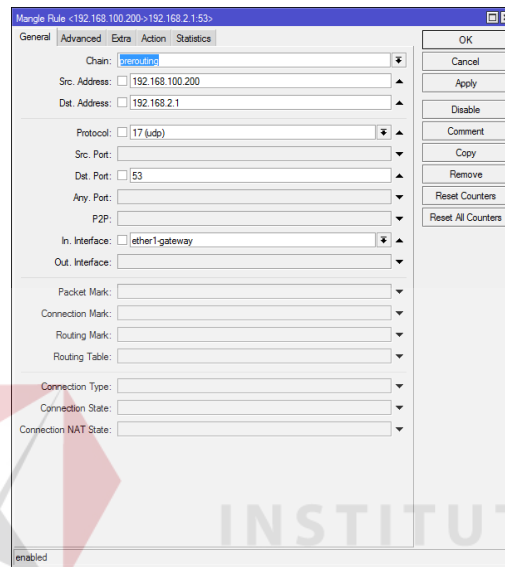 Mangle Rule <192.168.100.200->192.168.2.1:53>
General Advanced Extra Action Statistics
Chain: prerouting
Src. Address: 192.168.100.200
Dst. Address: 192.168.2.1
Protocol: 17 (udp)
Src. Port:
Dst. Port: 53
Any. Port:
P2P:
In. Interface: ether1-gateway
Out. Interface:
Packet Mark:
Connection Mark:
Routing Mark:
Routing Table:
Connection Type:
Connection State:
Connection NAT State:
OK
Cancel
Apply
Disable
Comment
Copy
Remove
Reset Counters
Reset All Counters
INSTITUT
enabled